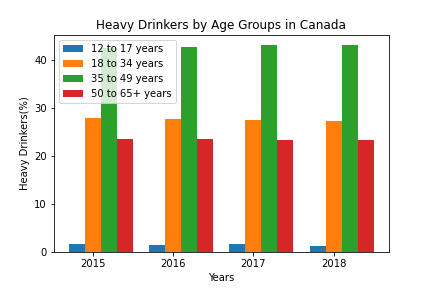 Heavy Drinkers by Age Groups in Canada
12 to 17 years
18 to 34 years
35 to 49 years
50 to 65+ years
Heavy Drinkers(%)
40
30
20
10
0
2015 2016 2017 2018
Years